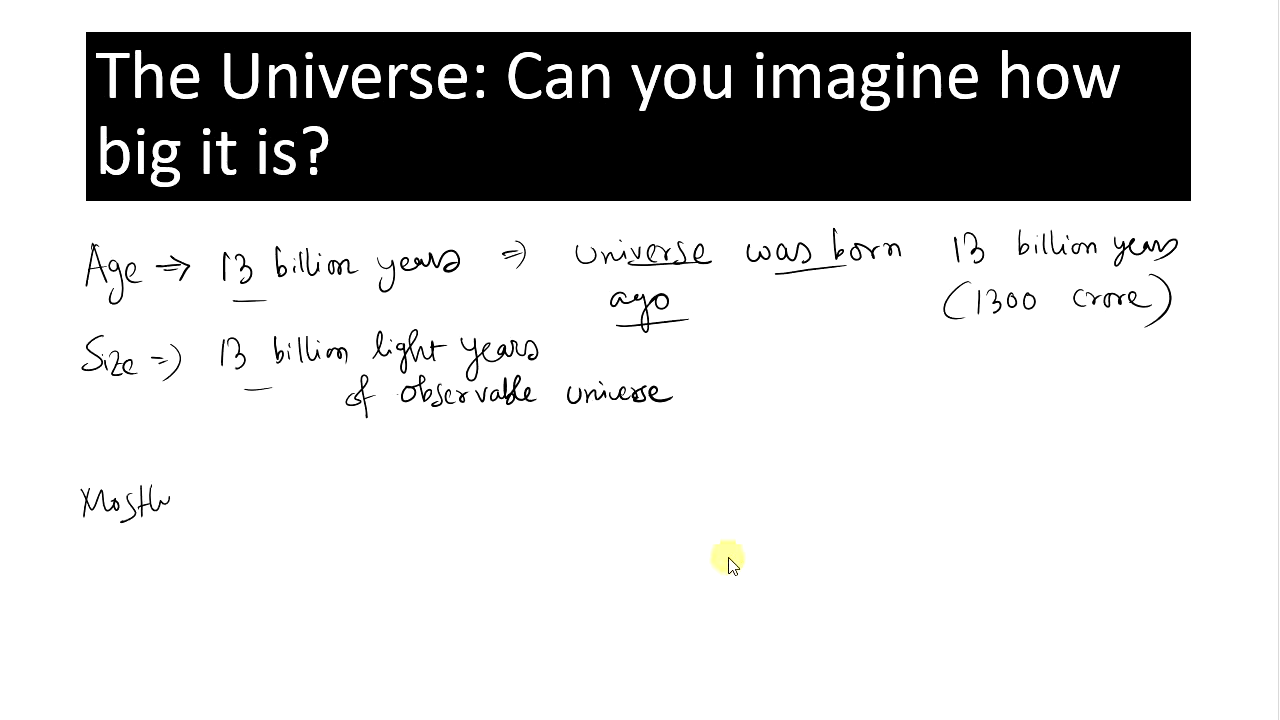 The Universe: Can you imagine how
big it is?
Age => 13 billion years => universe was born 13 billion years
ago (1300 crore)
Size => 13 billion light years
of observable universe
Mostly